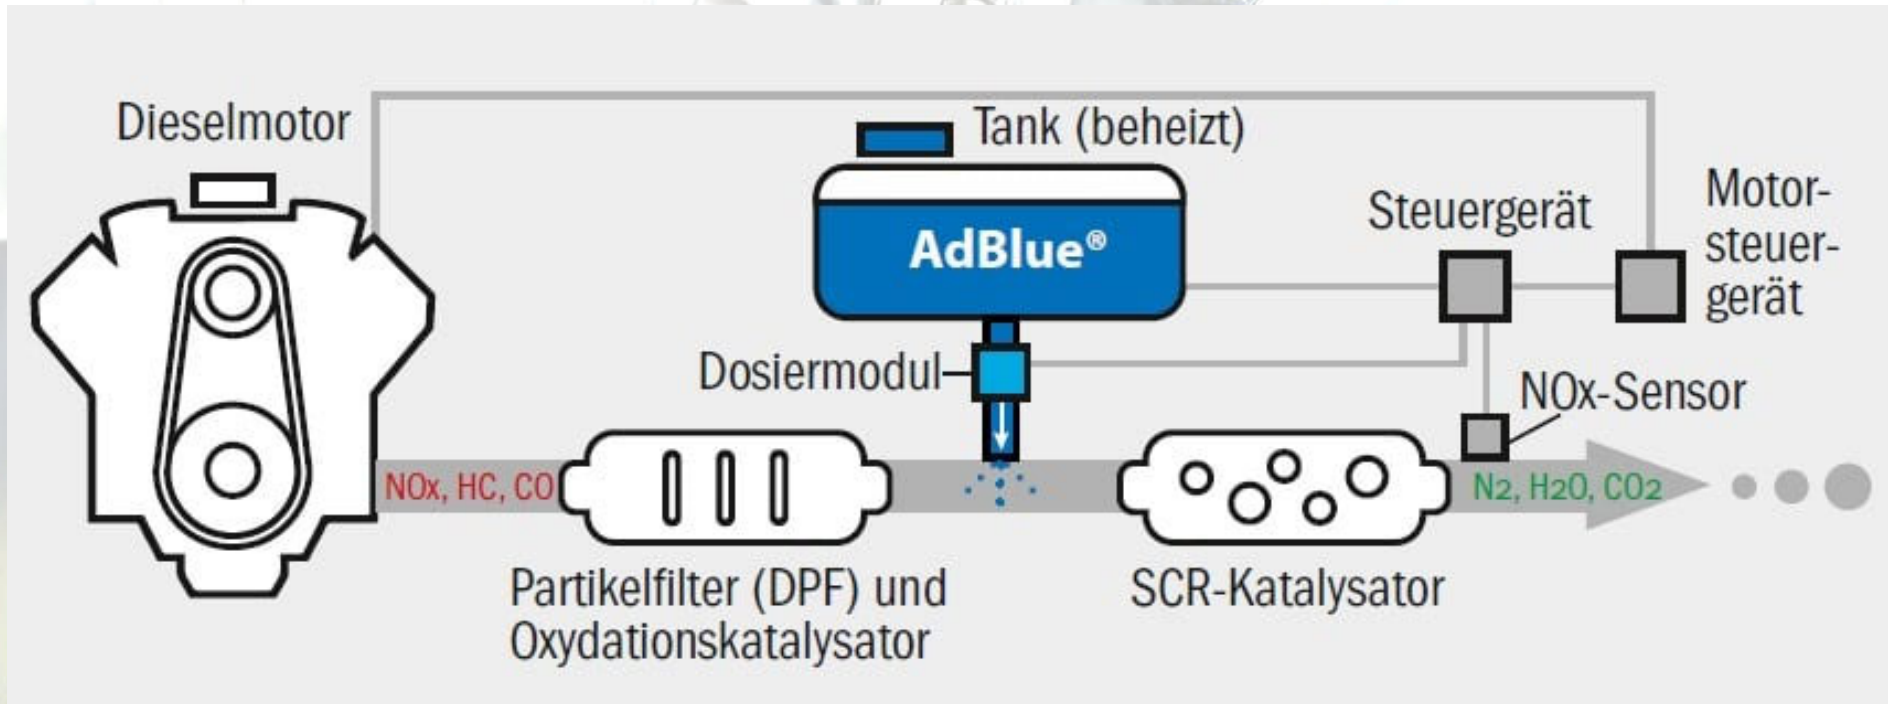 Dieselmotor
Tank (beheizt)
AdBlue®
Steuergerät
Motor-
steuer-
gerät
Dosiermodul
NOx-Sensor
NOx, HC, CO
N2, H2O, CO2
Partikelfilter (DPF) und
Oxydationskatalysator
SCR-Katalysator